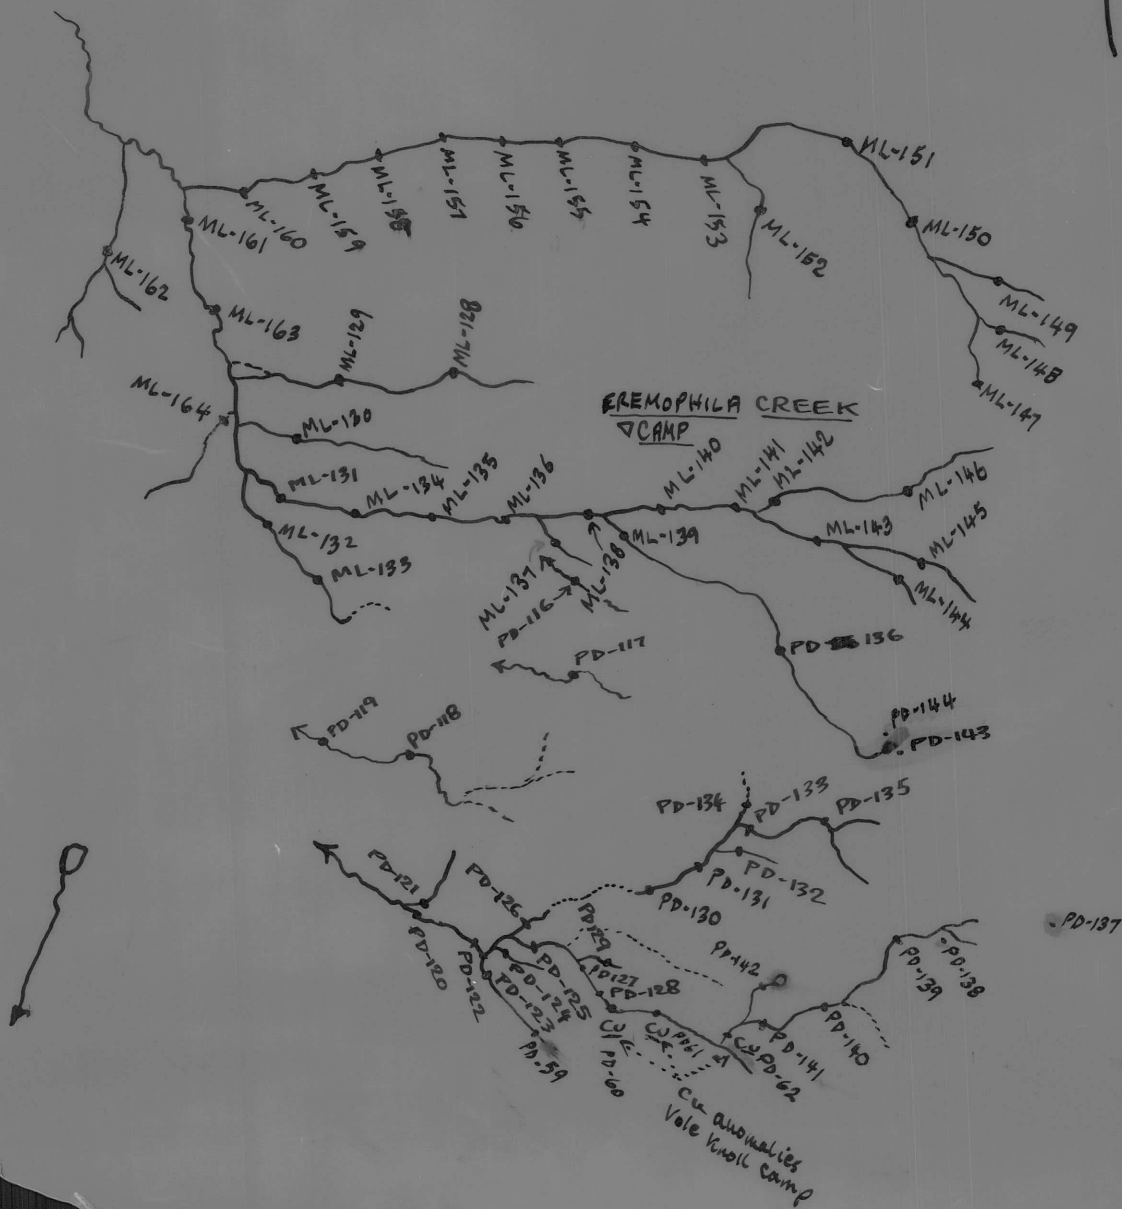 ML-151
ML-160
ML-159
ML-158
ML-157
ML-156
ML-155
ML-154
ML-153
ML-161
ML-150
ML-152
ML-162
ML-149
ML-163
ML-129
ML-128
ML-148
ML-147
ML-164
EREMOPHILA CREEK
CAMP
ML-130
ML-140
ML-141
ML-142
ML-131
ML-134
ML-135
ML-136
ML-146
ML-132
ML-139
ML-143
ML-145
ML-133
ML-137
ML-138
ML-144
PD-116
PD-117
PD-136
PD-144
PD-143
PD-119
PD-118
PD-134
PD-133
PD-135
PD-121
PD-126
PD-132
PD-131
PD-130
PD-129
PD-137
PD-120
PD-142
PD-138
PD-139
PD-122
PD-123
PD-124
PD-125
PD127
PD-128
PD-140
PD-59
Cu
PD-60
Cu
PD61
Cu
PD-62
PD-141
Cu anomalies
Vole Knoll camp